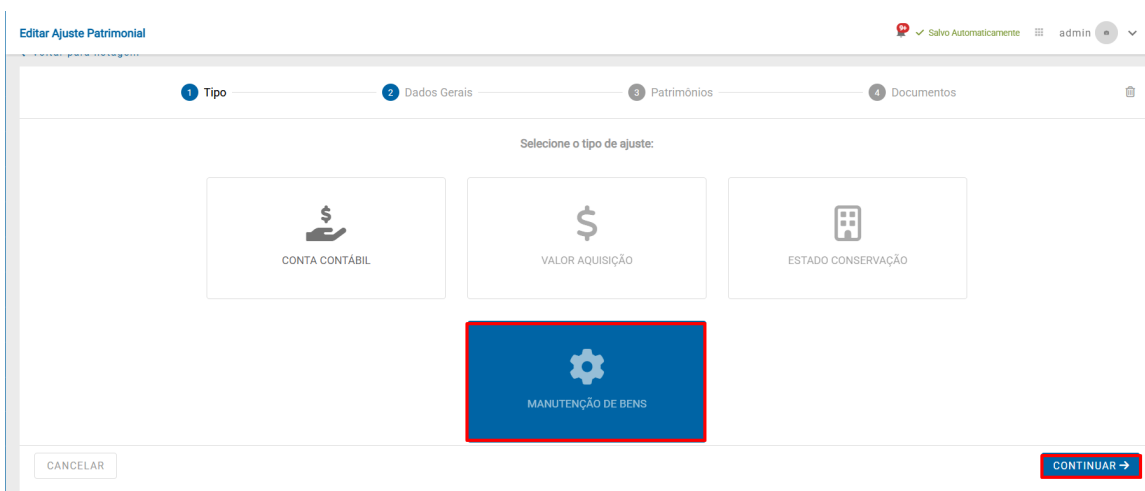 Editar Ajuste Patrimonial
9+ Salvo Automaticamente admin
1 Tipo 2 Dados Gerais 3 Patrimônios 4 Documentos
Selecione o tipo de ajuste:
CONTA CONTÁBIL VALOR AQUISIÇÃO ESTADO CONSERVAÇÃO
MANUTENÇÃO DE BENS
CANCELAR CONTINUAR →